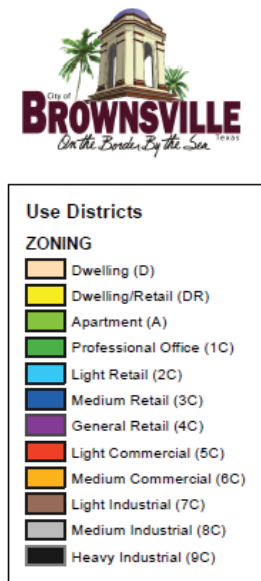 City of
BROWNSVILLE
Texas
On the Border By the Sea
Use Districts
ZONING
Dwelling (D)
Dwelling/Retail (DR)
Apartment (A)
Professional Office (1C)
Light Retail (2C)
Medium Retail (3C)
General Retail (4C)
Light Commercial (5C)
Medium Commercial (6C)
Light Industrial (7C)
Medium Industrial (8C)
Heavy Industrial (9C)